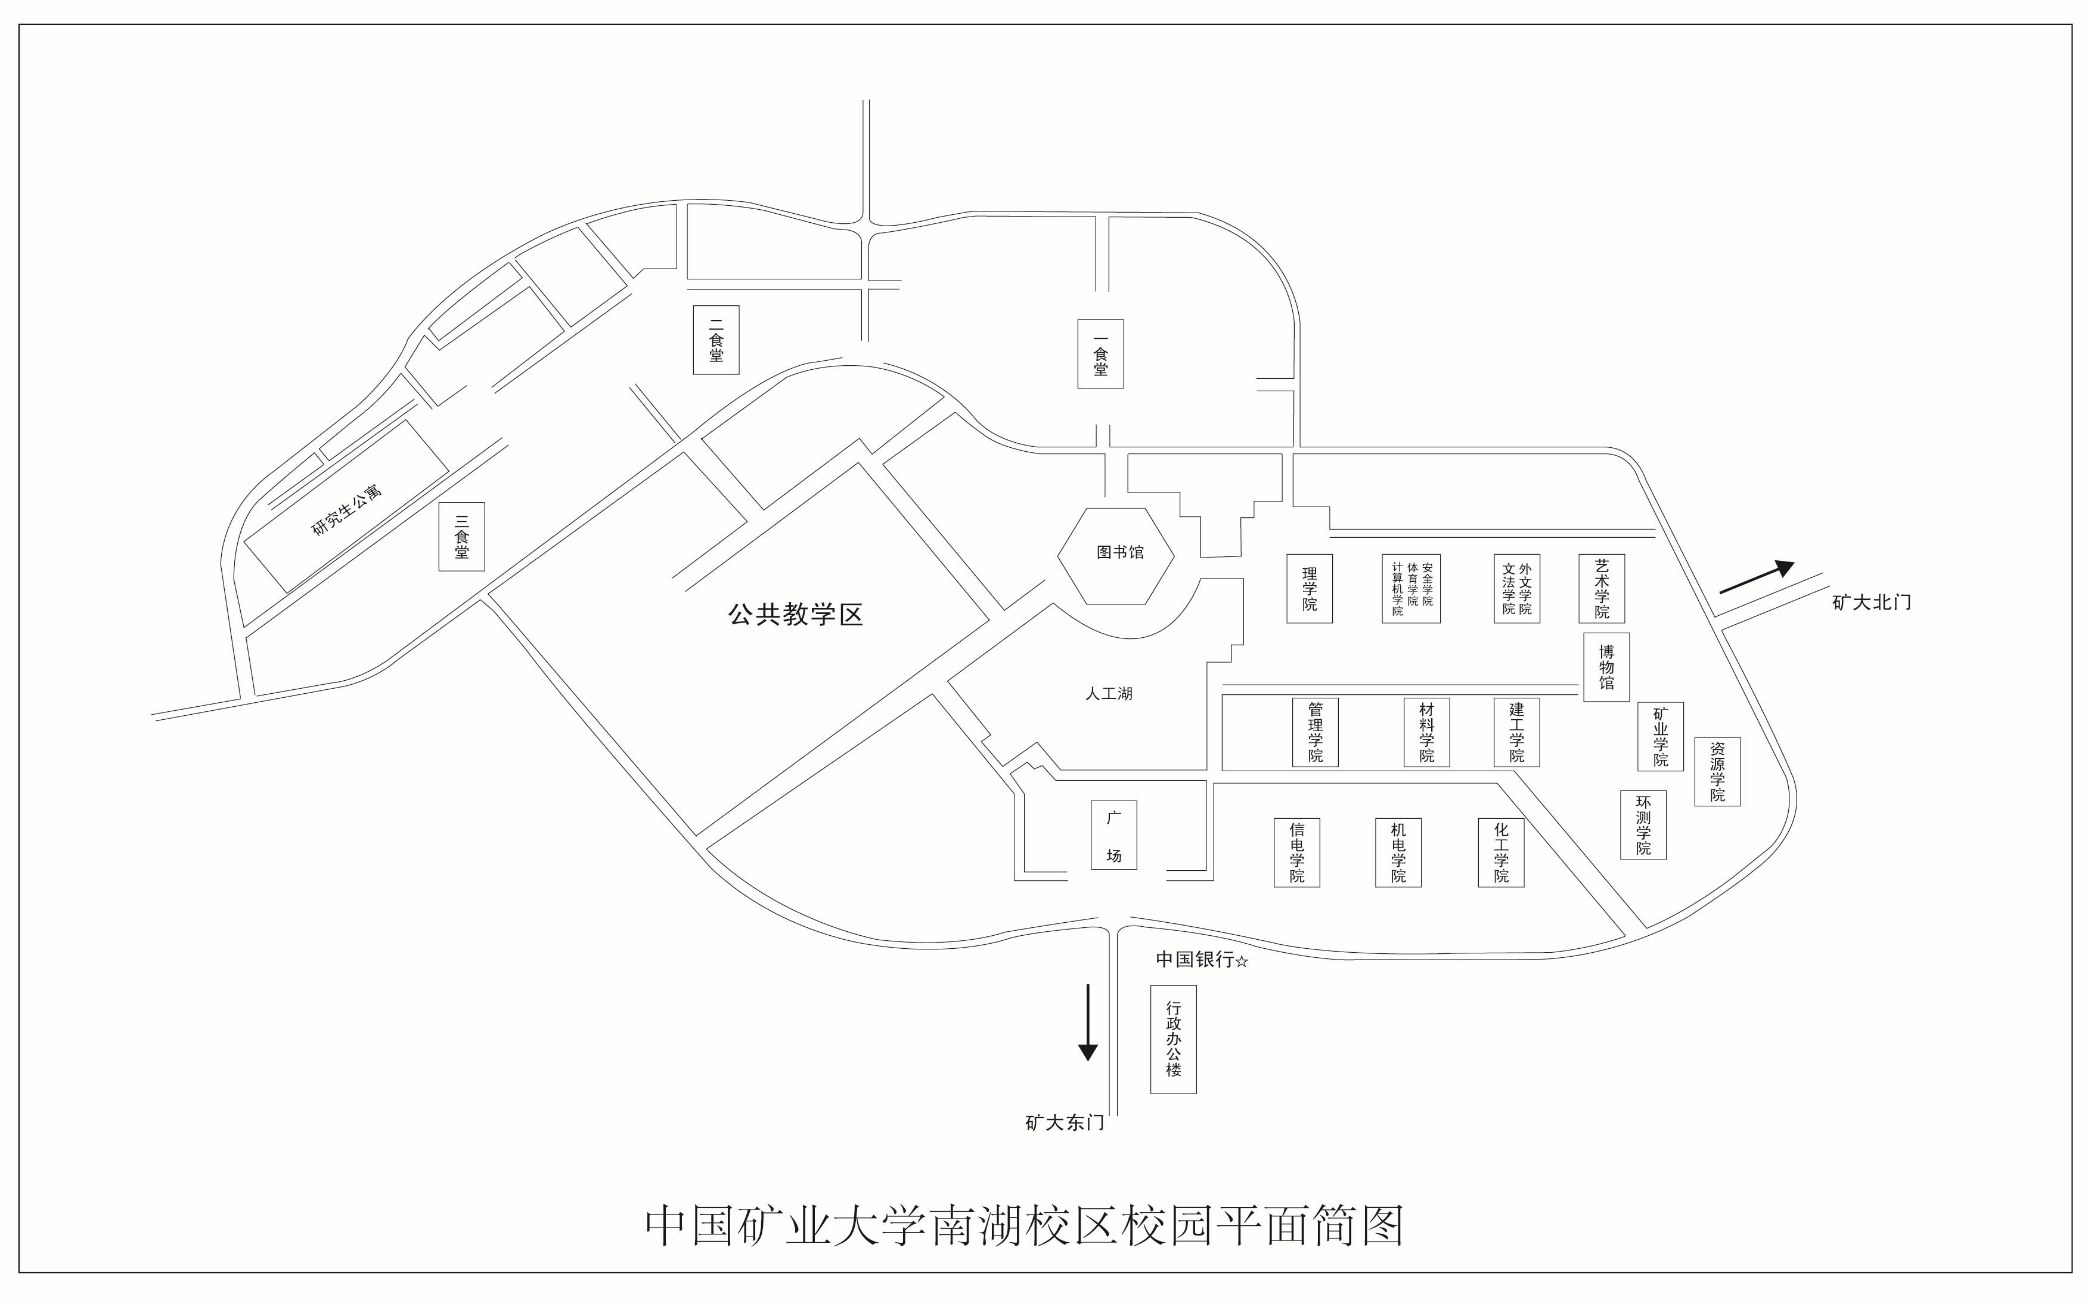 二食堂
一食堂
研究生公寓
三食堂
图书馆
公共教学区
理学院
计算机学院
体育学院
安全学院
文法学院
外文学院
艺术学院
矿大北门
博物馆
人工湖
管理学院
材料学院
建工学院
矿业学院
资源学院
环测学院
广场
信电学院
机电学院
化工学院
中国银行☆
行政办公楼
矿大东门
中国矿业大学南湖校区校园平面简图